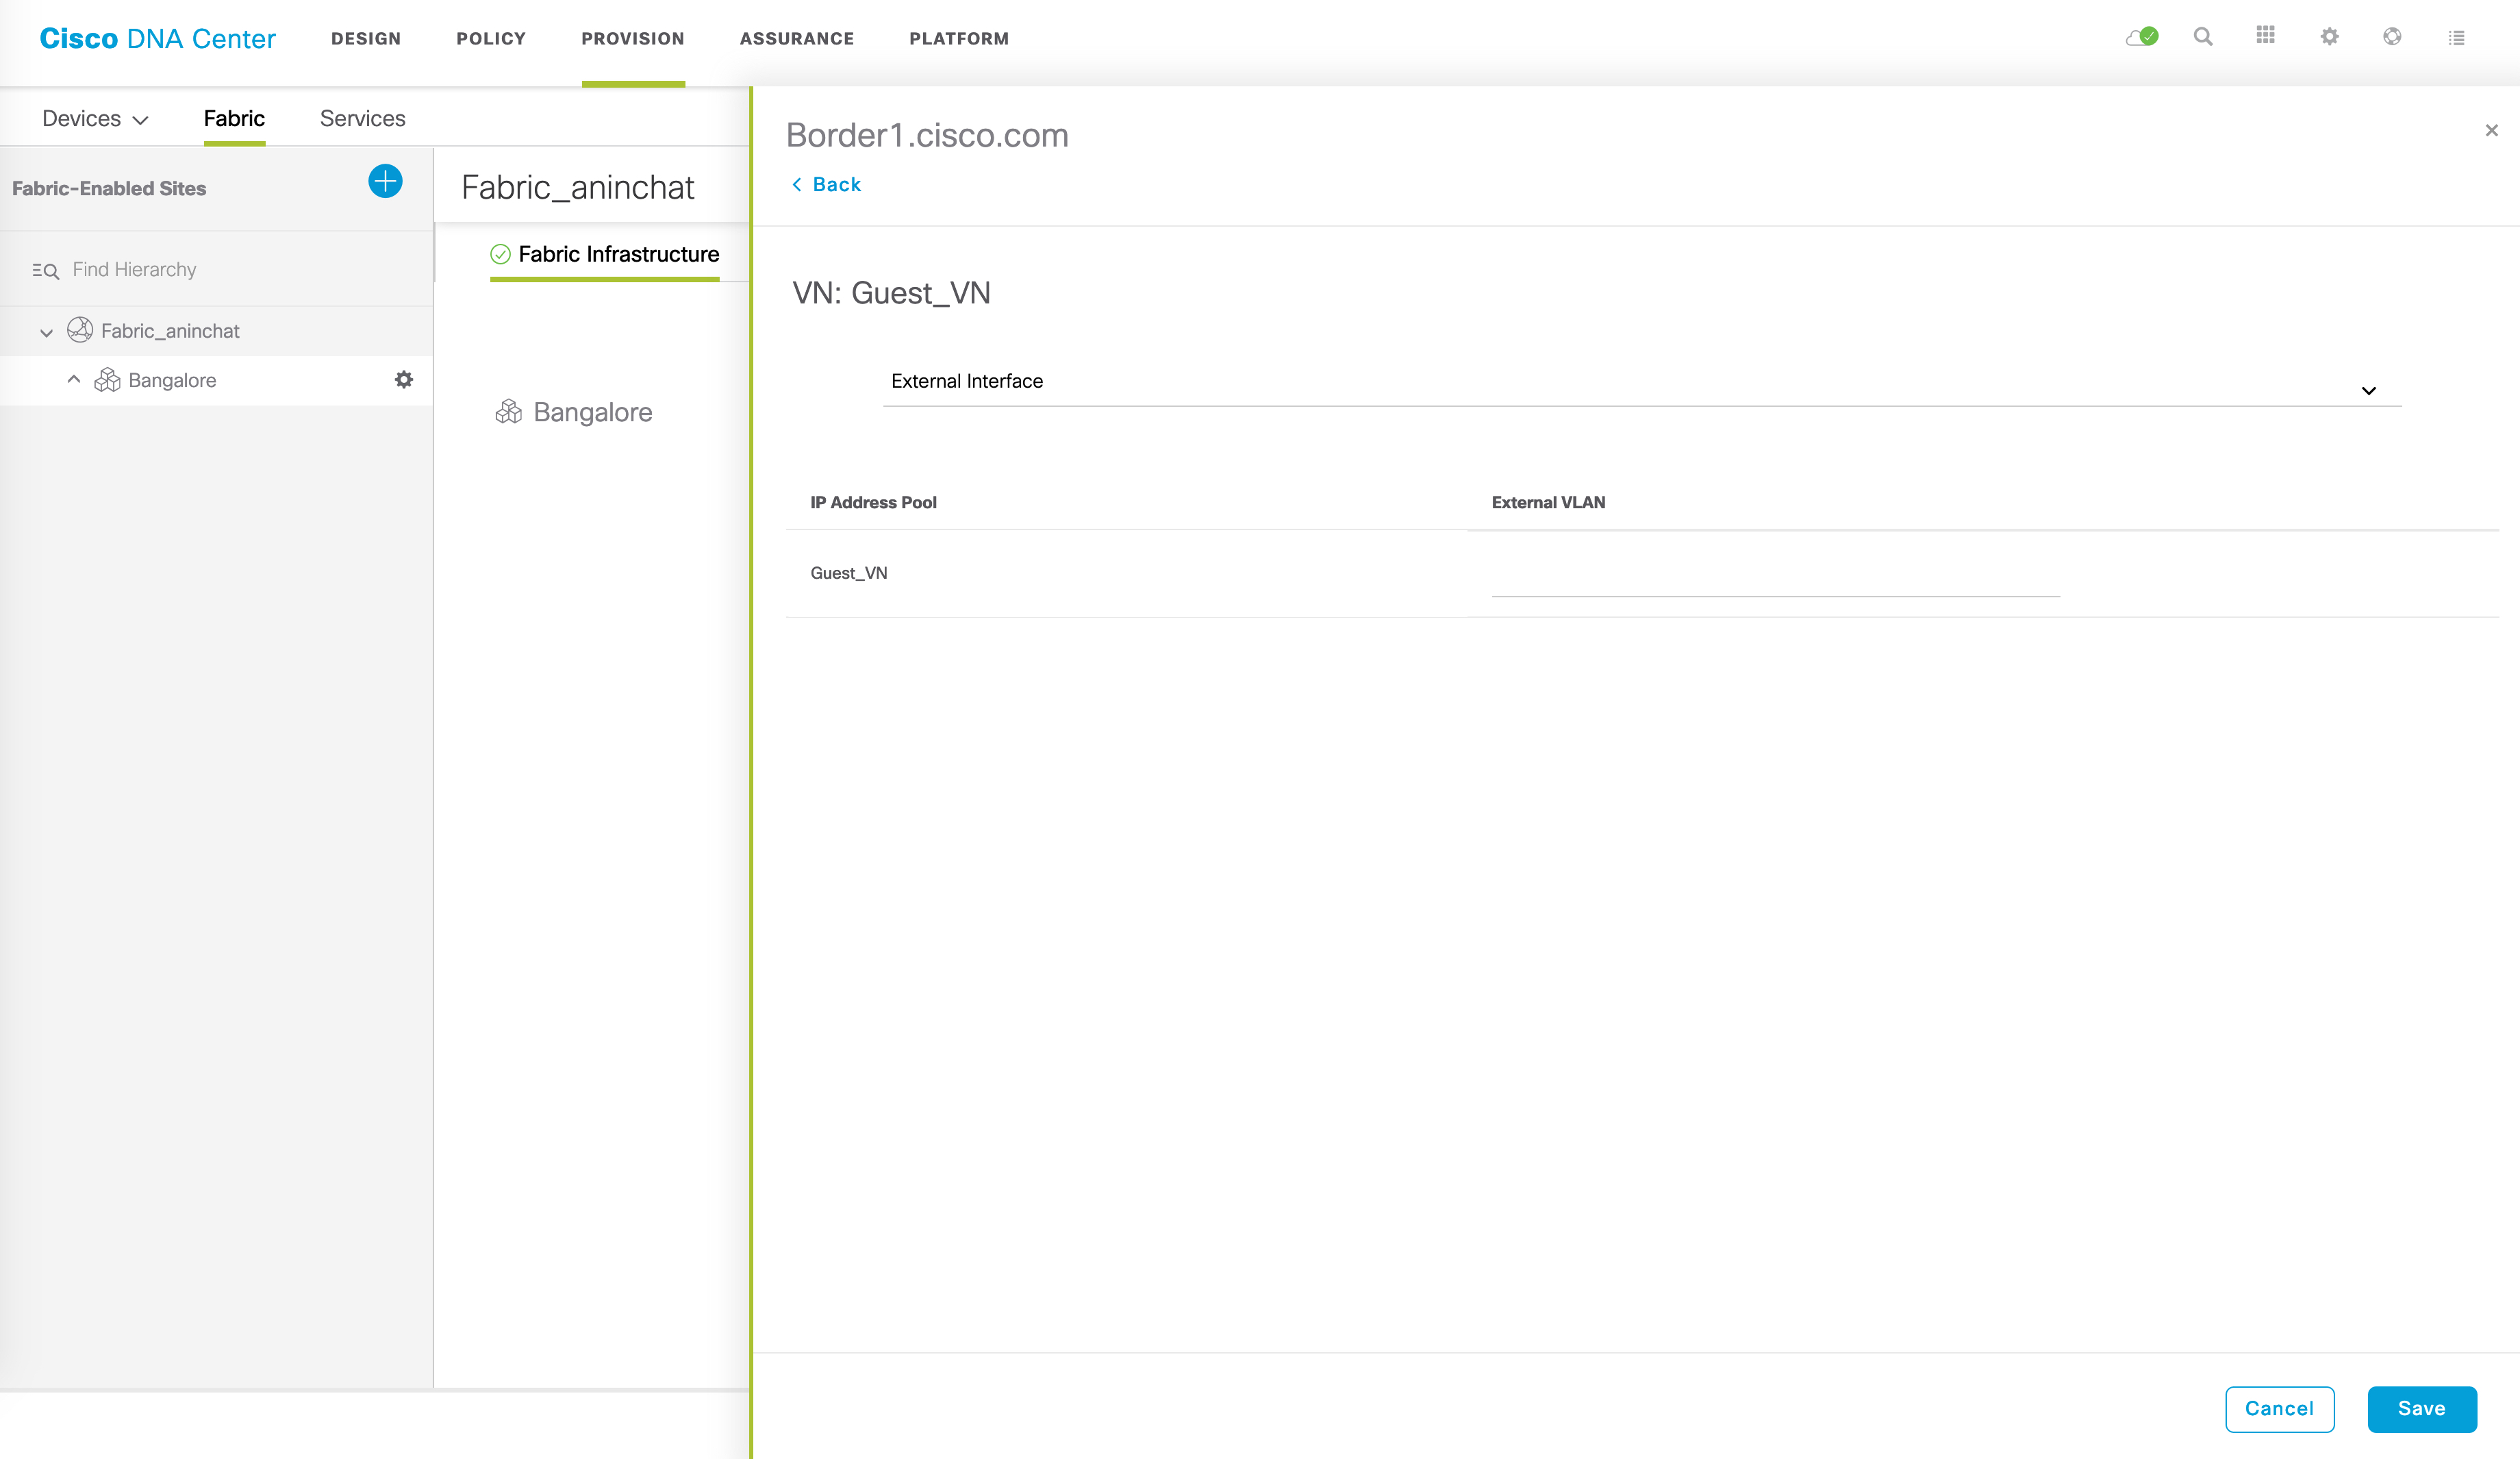 Cisco DNA Center DESIGN POLICY PROVISION ASSURANCE PLATFORM
Devices Fabric Services
Fabric-Enabled Sites
Find Hierarchy
Fabric_aninchat
Bangalore
Fabric_aninchat
Fabric Infrastructure
Bangalore
Border1.cisco.com
Back
VN: Guest_VN
External Interface
IP Address Pool External VLAN
Guest_VN
Cancel Save